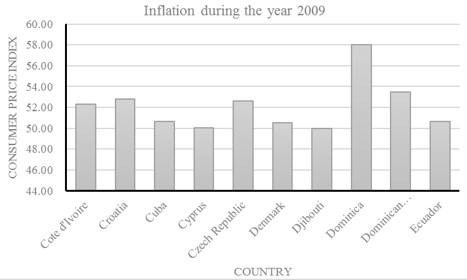 Inflation during the year 2009
CONSUMER PRICE INDEX
60.00
58.00
56.00
54.00
52.00
50.00
48.00
46.00
44.00
Cote d'Ivoire
Croatia
Cuba
Cyprus
Czech Republic
Denmark
Djibouti
Dominica
Dominican…
Ecuador
COUNTRY